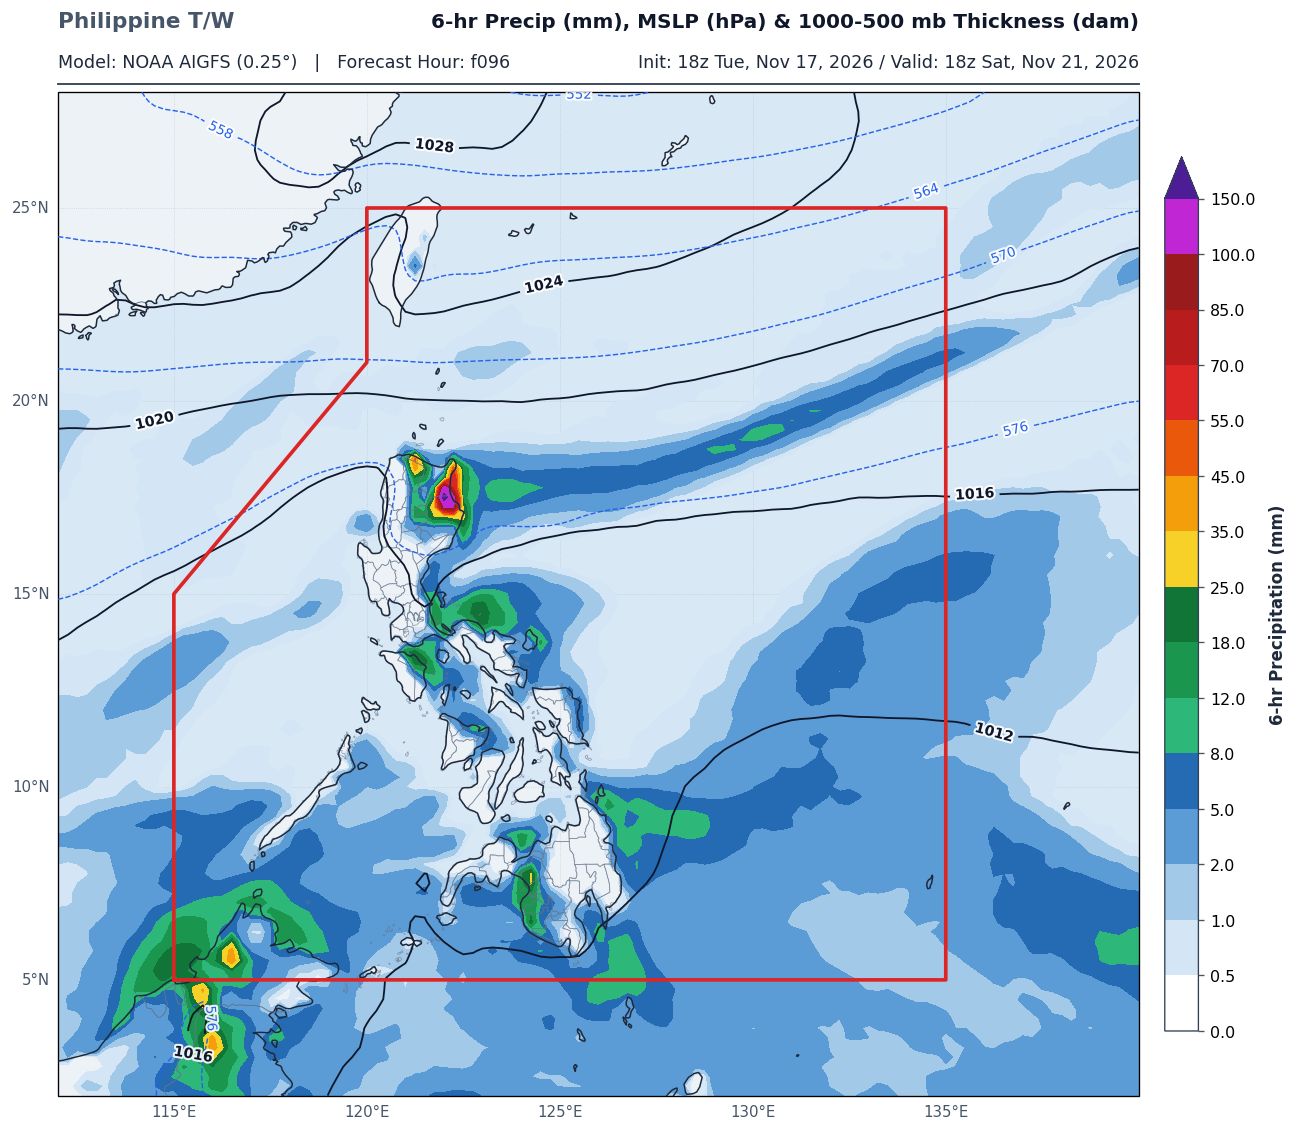 Philippine T/W
6-hr Precip (mm), MSLP (hPa) & 1000-500 mb Thickness (dam)
Model: NOAA AIGFS (0.25°)   |   Forecast Hour: f096
Init: 18z Tue, Nov 17, 2026 / Valid: 18z Sat, Nov 21, 2026
552
558
1028
564
570
1024
1020
576
1016
1012
576
1016
25°N
20°N
15°N
10°N
5°N
115°E
120°E
125°E
130°E
135°E
150.0
100.0
85.0
70.0
55.0
45.0
35.0
25.0
18.0
12.0
8.0
5.0
2.0
1.0
0.5
0.0
6-hr Precipitation (mm)